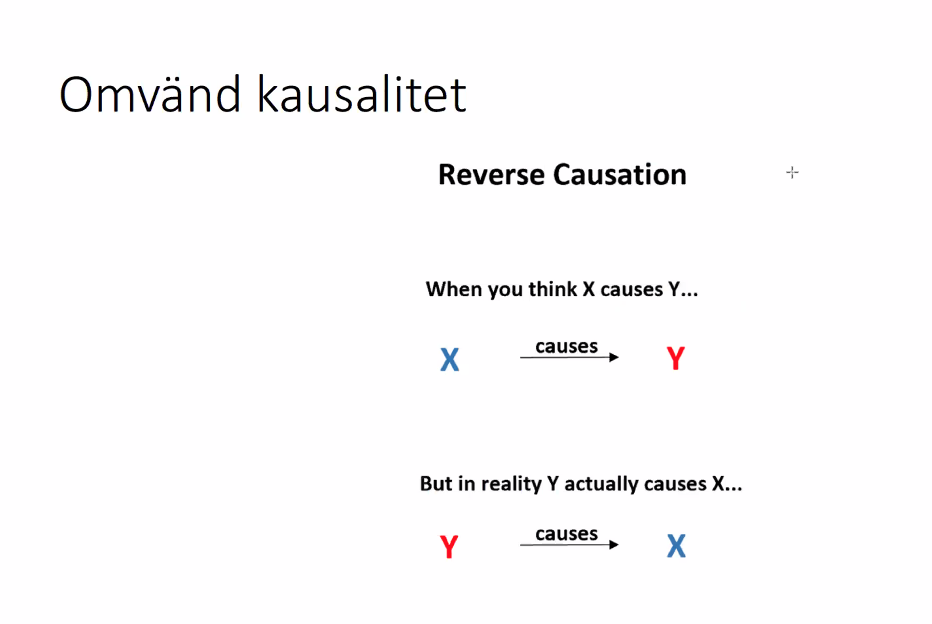 Omvänd kausalitet
Reverse Causation
When you think X causes Y...
X causes Y
But in reality Y actually causes X...
Y causes X